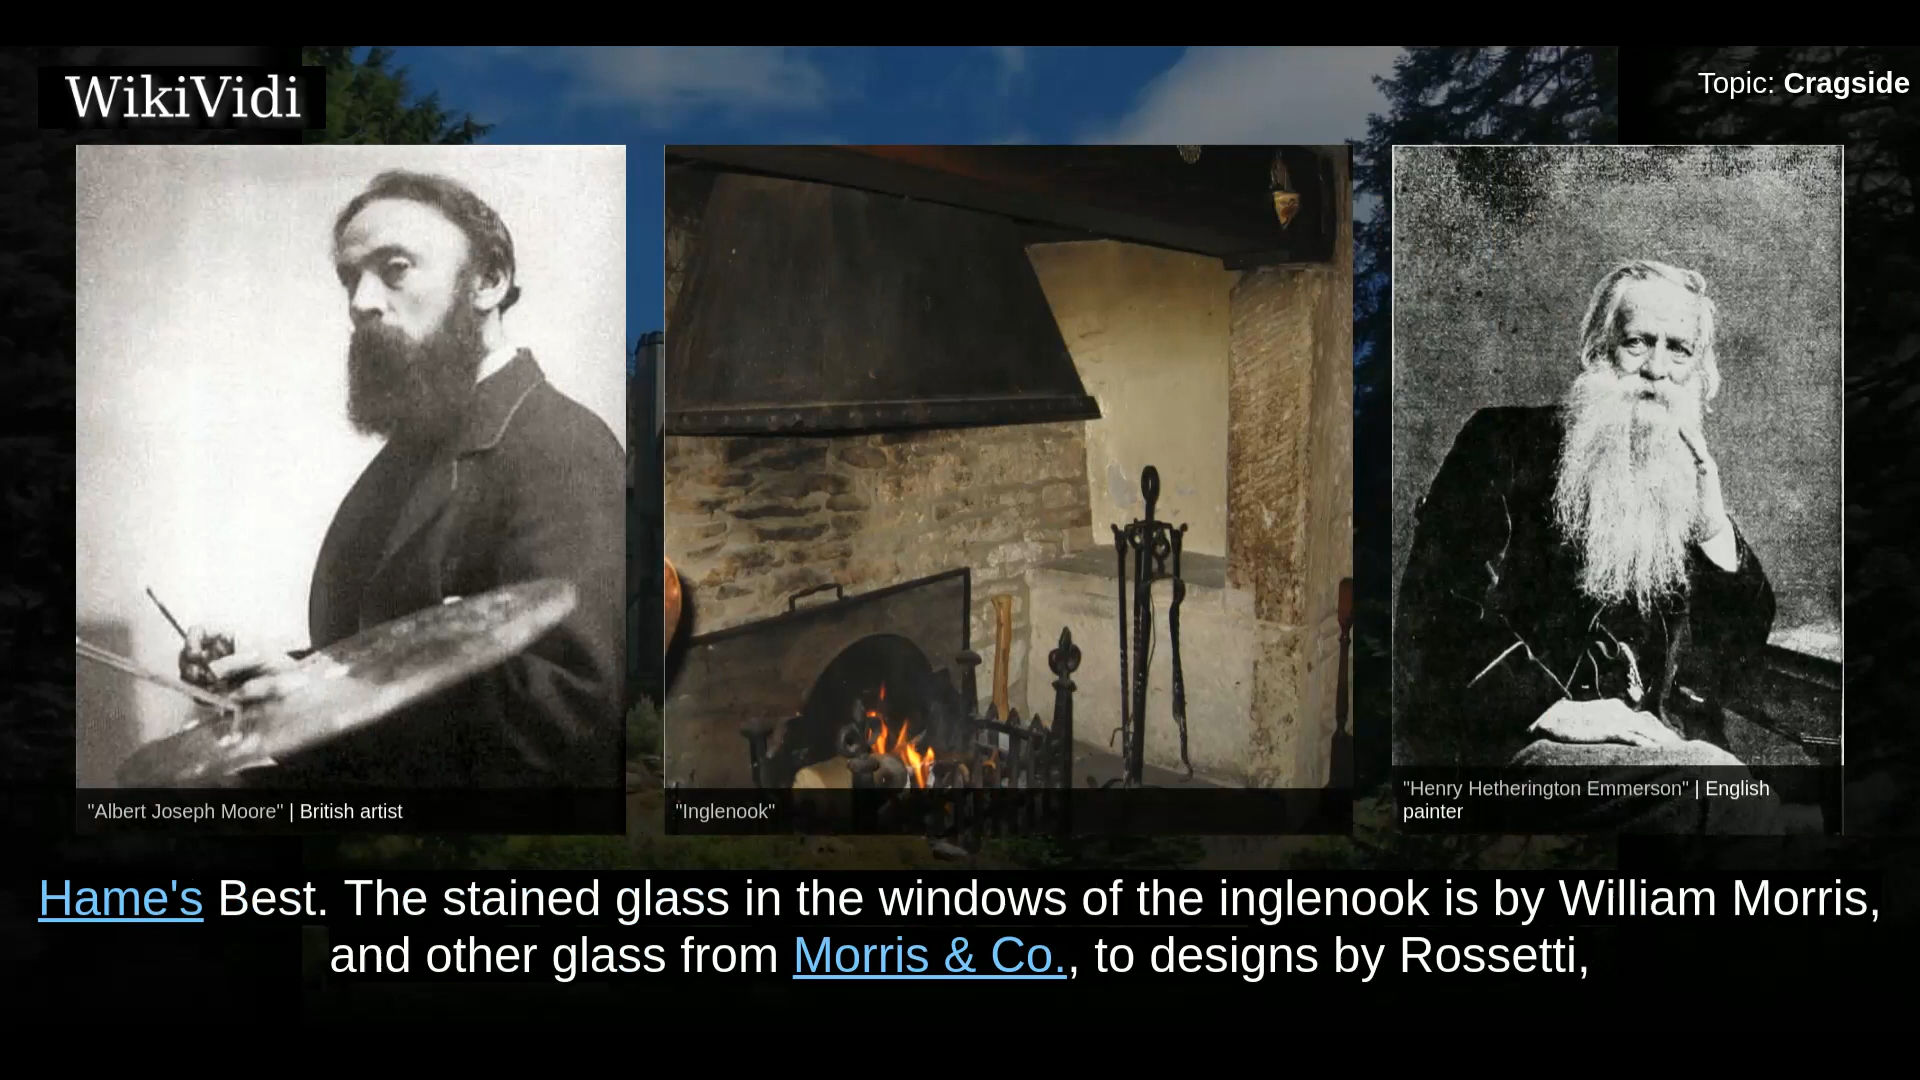 WikiVidi
Topic: Cragside
"Albert Joseph Moore" | British artist
"Inglenook"
"Henry Hetherington Emmerson" | English
painter
Hame's Best. The stained glass in the windows of the inglenook is by William Morris,
and other glass from Morris & Co., to designs by Rossetti,